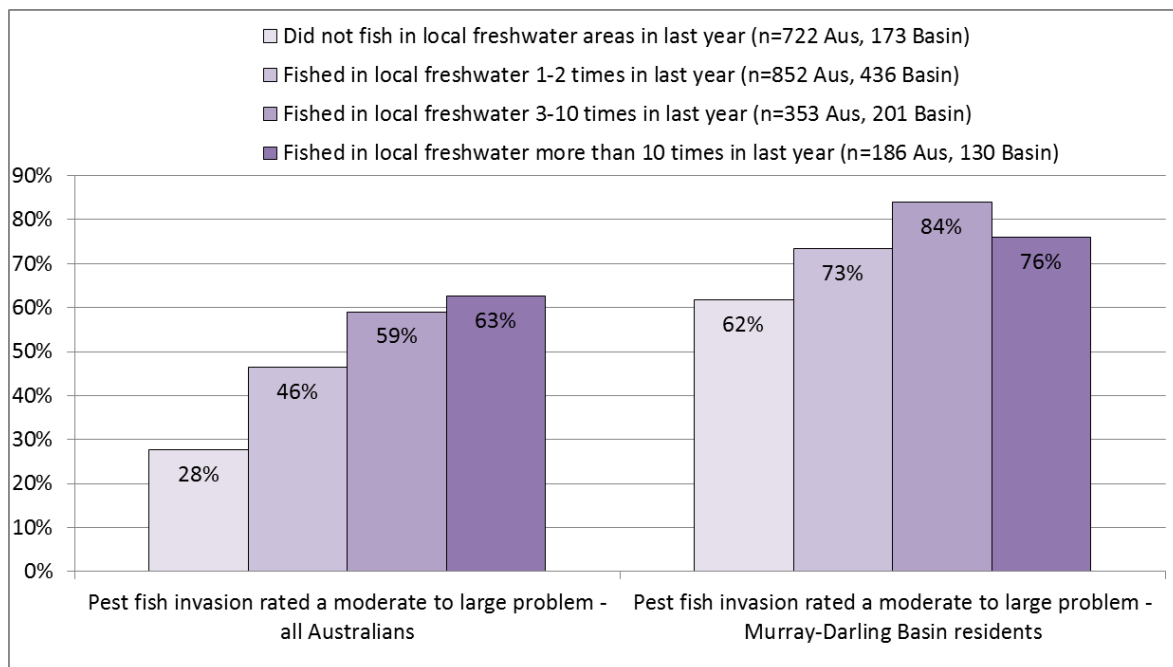 Did not fish in local freshwater areas in last year (n=722 Aus, 173 Basin)
Fished in local freshwater 1-2 times in last year (n=852 Aus, 436 Basin)
Fished in local freshwater 3-10 times in last year (n=353 Aus, 201 Basin)
Fished in local freshwater more than 10 times in last year (n=186 Aus, 130 Basin)
90%
80%
70%
60%
50%
40%
30%
20%
10%
0%
28%
46%
59%
63%
62%
73%
84%
76%
Pest fish invasion rated a moderate to large problem -
all Australians
Pest fish invasion rated a moderate to large problem -
Murray-Darling Basin residents